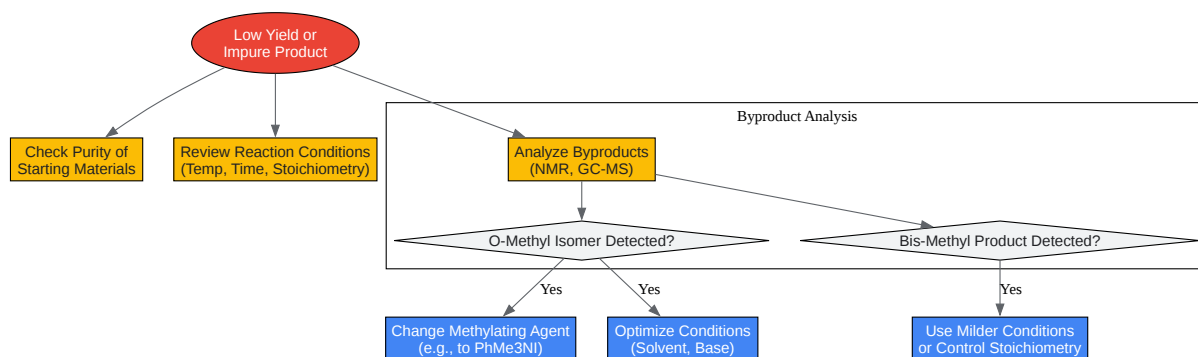 Low Yield or
Impure Product
Byproduct Analysis
Check Purity of
Starting Materials
Review Reaction Conditions
(Temp, Time, Stoichiometry)
Analyze Byproducts
(NMR, GC-MS)
O-Methyl Isomer Detected?
Bis-Methyl Product Detected?
Yes
Yes
Yes
Change Methylating Agent
(e.g., to PhMe3NI)
Optimize Conditions
(Solvent, Base)
Use Milder Conditions
or Control Stoichiometry